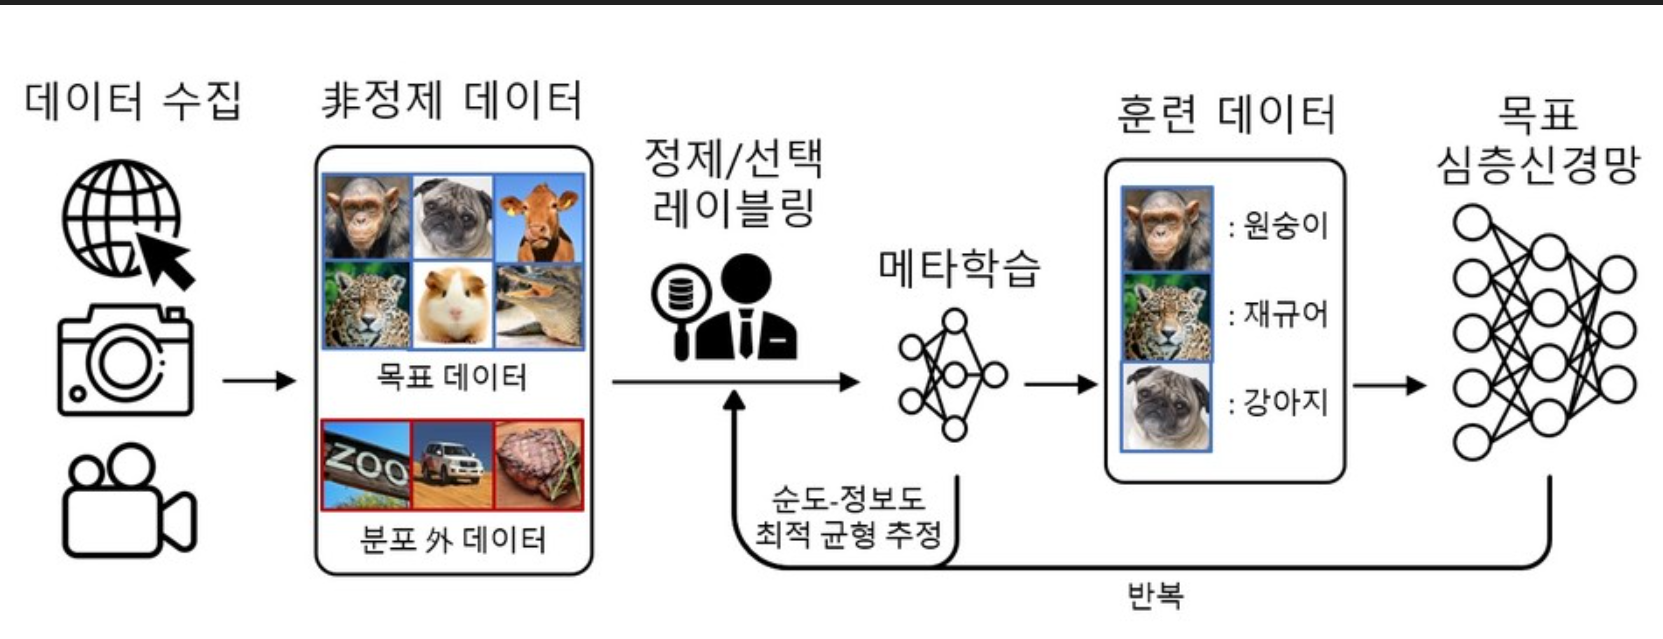 데이터 수집
非정제 데이터
목표 데이터
분포 外 데이터
ZOO
정제/선택
레이블링
메타학습
순도-정보도
최적 균형 추정
훈련 데이터
: 원숭이
: 재규어
: 강아지
목표
심층신경망
반복